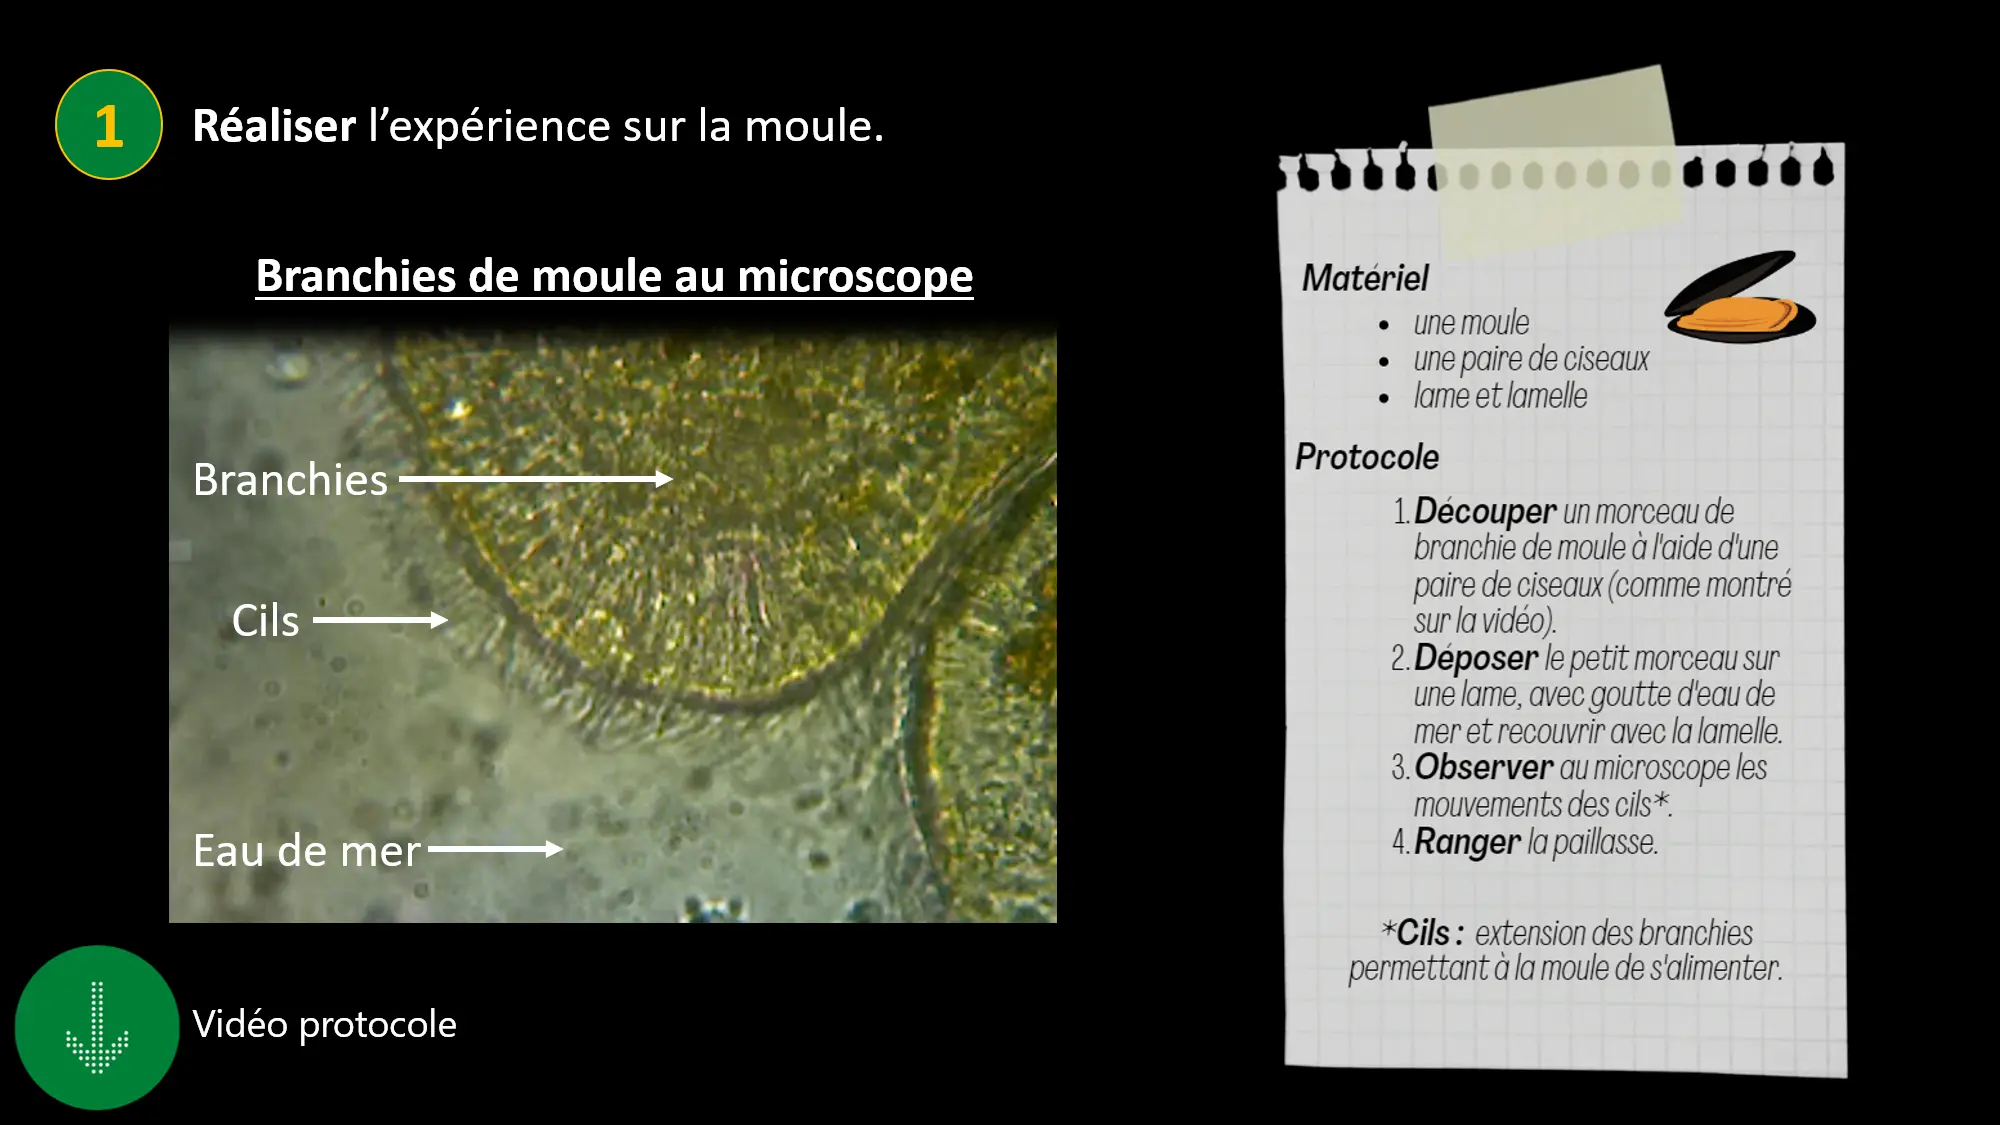 1
Réaliser l’expérience sur la moule.
Branchies de moule au microscope
Branchies
Cils
Eau de mer
Vidéo protocole
Matériel
• une moule
• une paire de ciseaux
• lame et lamelle
Protocole
1. Découper un morceau de
branchie de moule à l'aide d'une
paire de ciseaux (comme montré
sur la vidéo).
2. Déposer le petit morceau sur
une lame, avec goutte d'eau de
mer et recouvrir avec la lamelle.
3. Observer au microscope les
mouvements des cils*.
4. Ranger la paillasse.
*Cils : extension des branchies
permettant à la moule de s'alimenter.